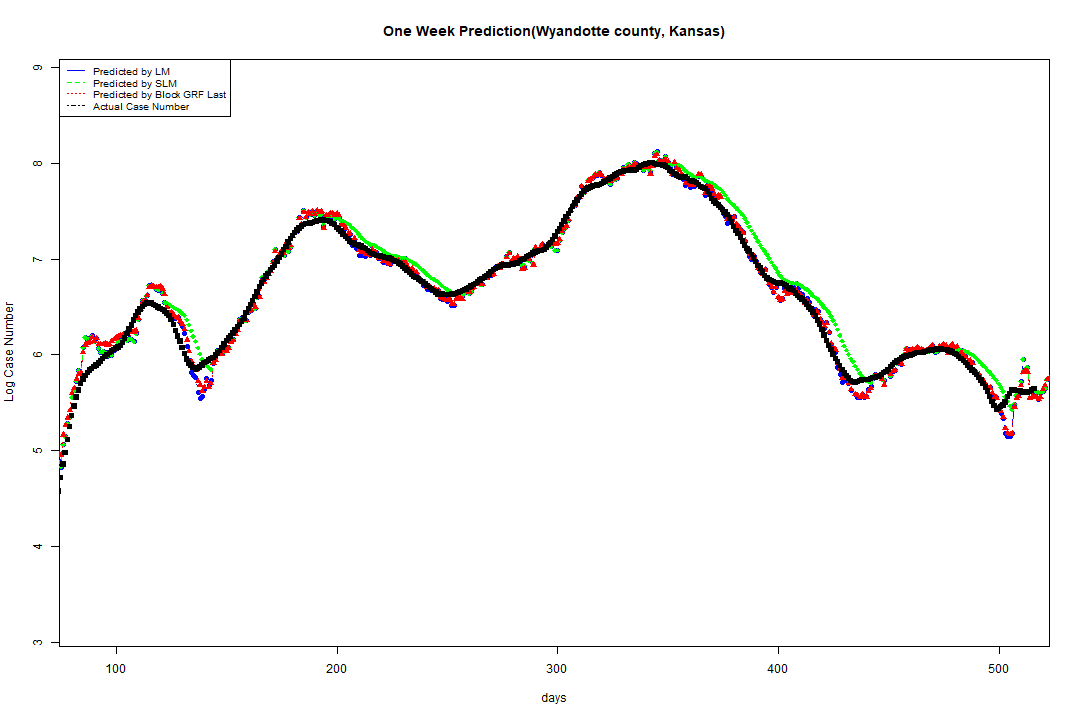 One Week Prediction(Wyandotte county, Kansas)
Predicted by LM
Predicted by SLM
Predicted by Block GRF Last
Actual Case Number
9
8
7
6
5
4
3
Log Case Number
100 200 300 400 500
days